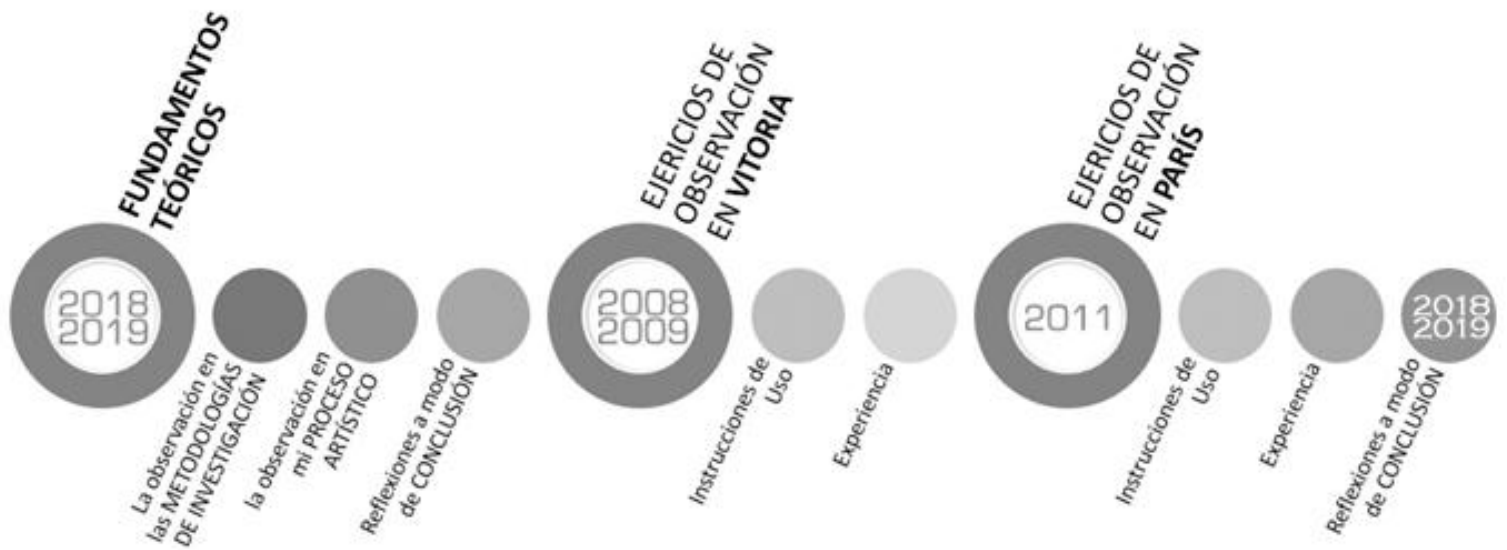 FUNDAMENTOS
TEÓRICOS
2018
2019
La observación en
las METODOLOGÍAS
DE INVESTIGACIÓN
la observación en
mi PROCESO
ARTÍSTICO
Reflexiones a modo
de CONCLUSIÓN
EJERICIOS DE
OBSERVACIÓN
EN VITORIA
2008
2009
Instrucciones de
Uso
Experiencia
EJERICIOS DE
OBSERVACIÓN
EN PARÍS
2011
Instrucciones de
Uso
Experiencia
2018
2019
Reflexiones a modo
de CONCLUSIÓN